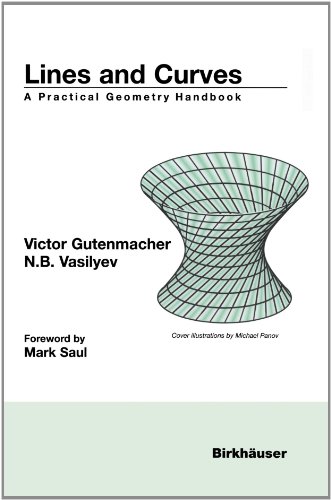 Lines and Curves
A Practical Geometry Handbook
Victor Gutenmacher
N.B. Vasilyev
Cover illustrations by Michael Panov
Foreword by
Mark Saul
Birkhäuser